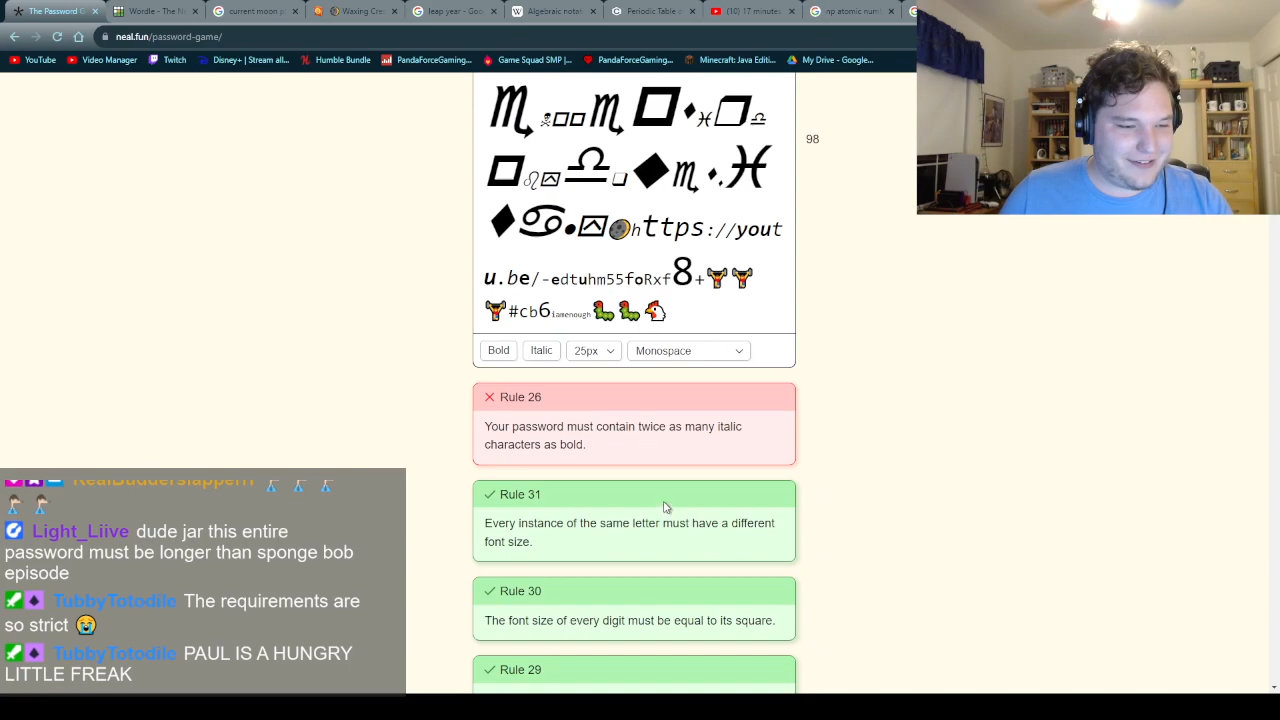 The Password G
Wordle - The N
current moon p
Waxing Cre
leap year - Goo
Algebraic notat
Periodic Table o
(10) 17 minutes
np atomic num
neal.fun/password-game/
YouTube
Video Manager
Twitch
Disney+ | Stream all...
Humble Bundle
PandaForceGaming...
Game Squad SMP |...
PandaForceGaming...
Minecraft: Java Editi...
My Drive - Google...
98
🌘https://yout
u.be/-edtuhm55foRxf8+🏋️🏋️
🏋️#cb6iamenough🐛🐛🐔
Bold Italic 25px Monospace
Rule 26
Your password must contain twice as many italic
characters as bold.
Rule 31
Every instance of the same letter must have a different
font size.
Rule 30
The font size of every digit must be equal to its square.
Rule 29
RealButterslapper
Light_Liive dude jar this entire
password must be longer than sponge bob
episode
TubbyTotodile The requirements are
so strict 😭
TubbyTotodile PAUL IS A HUNGRY
LITTLE FREAK